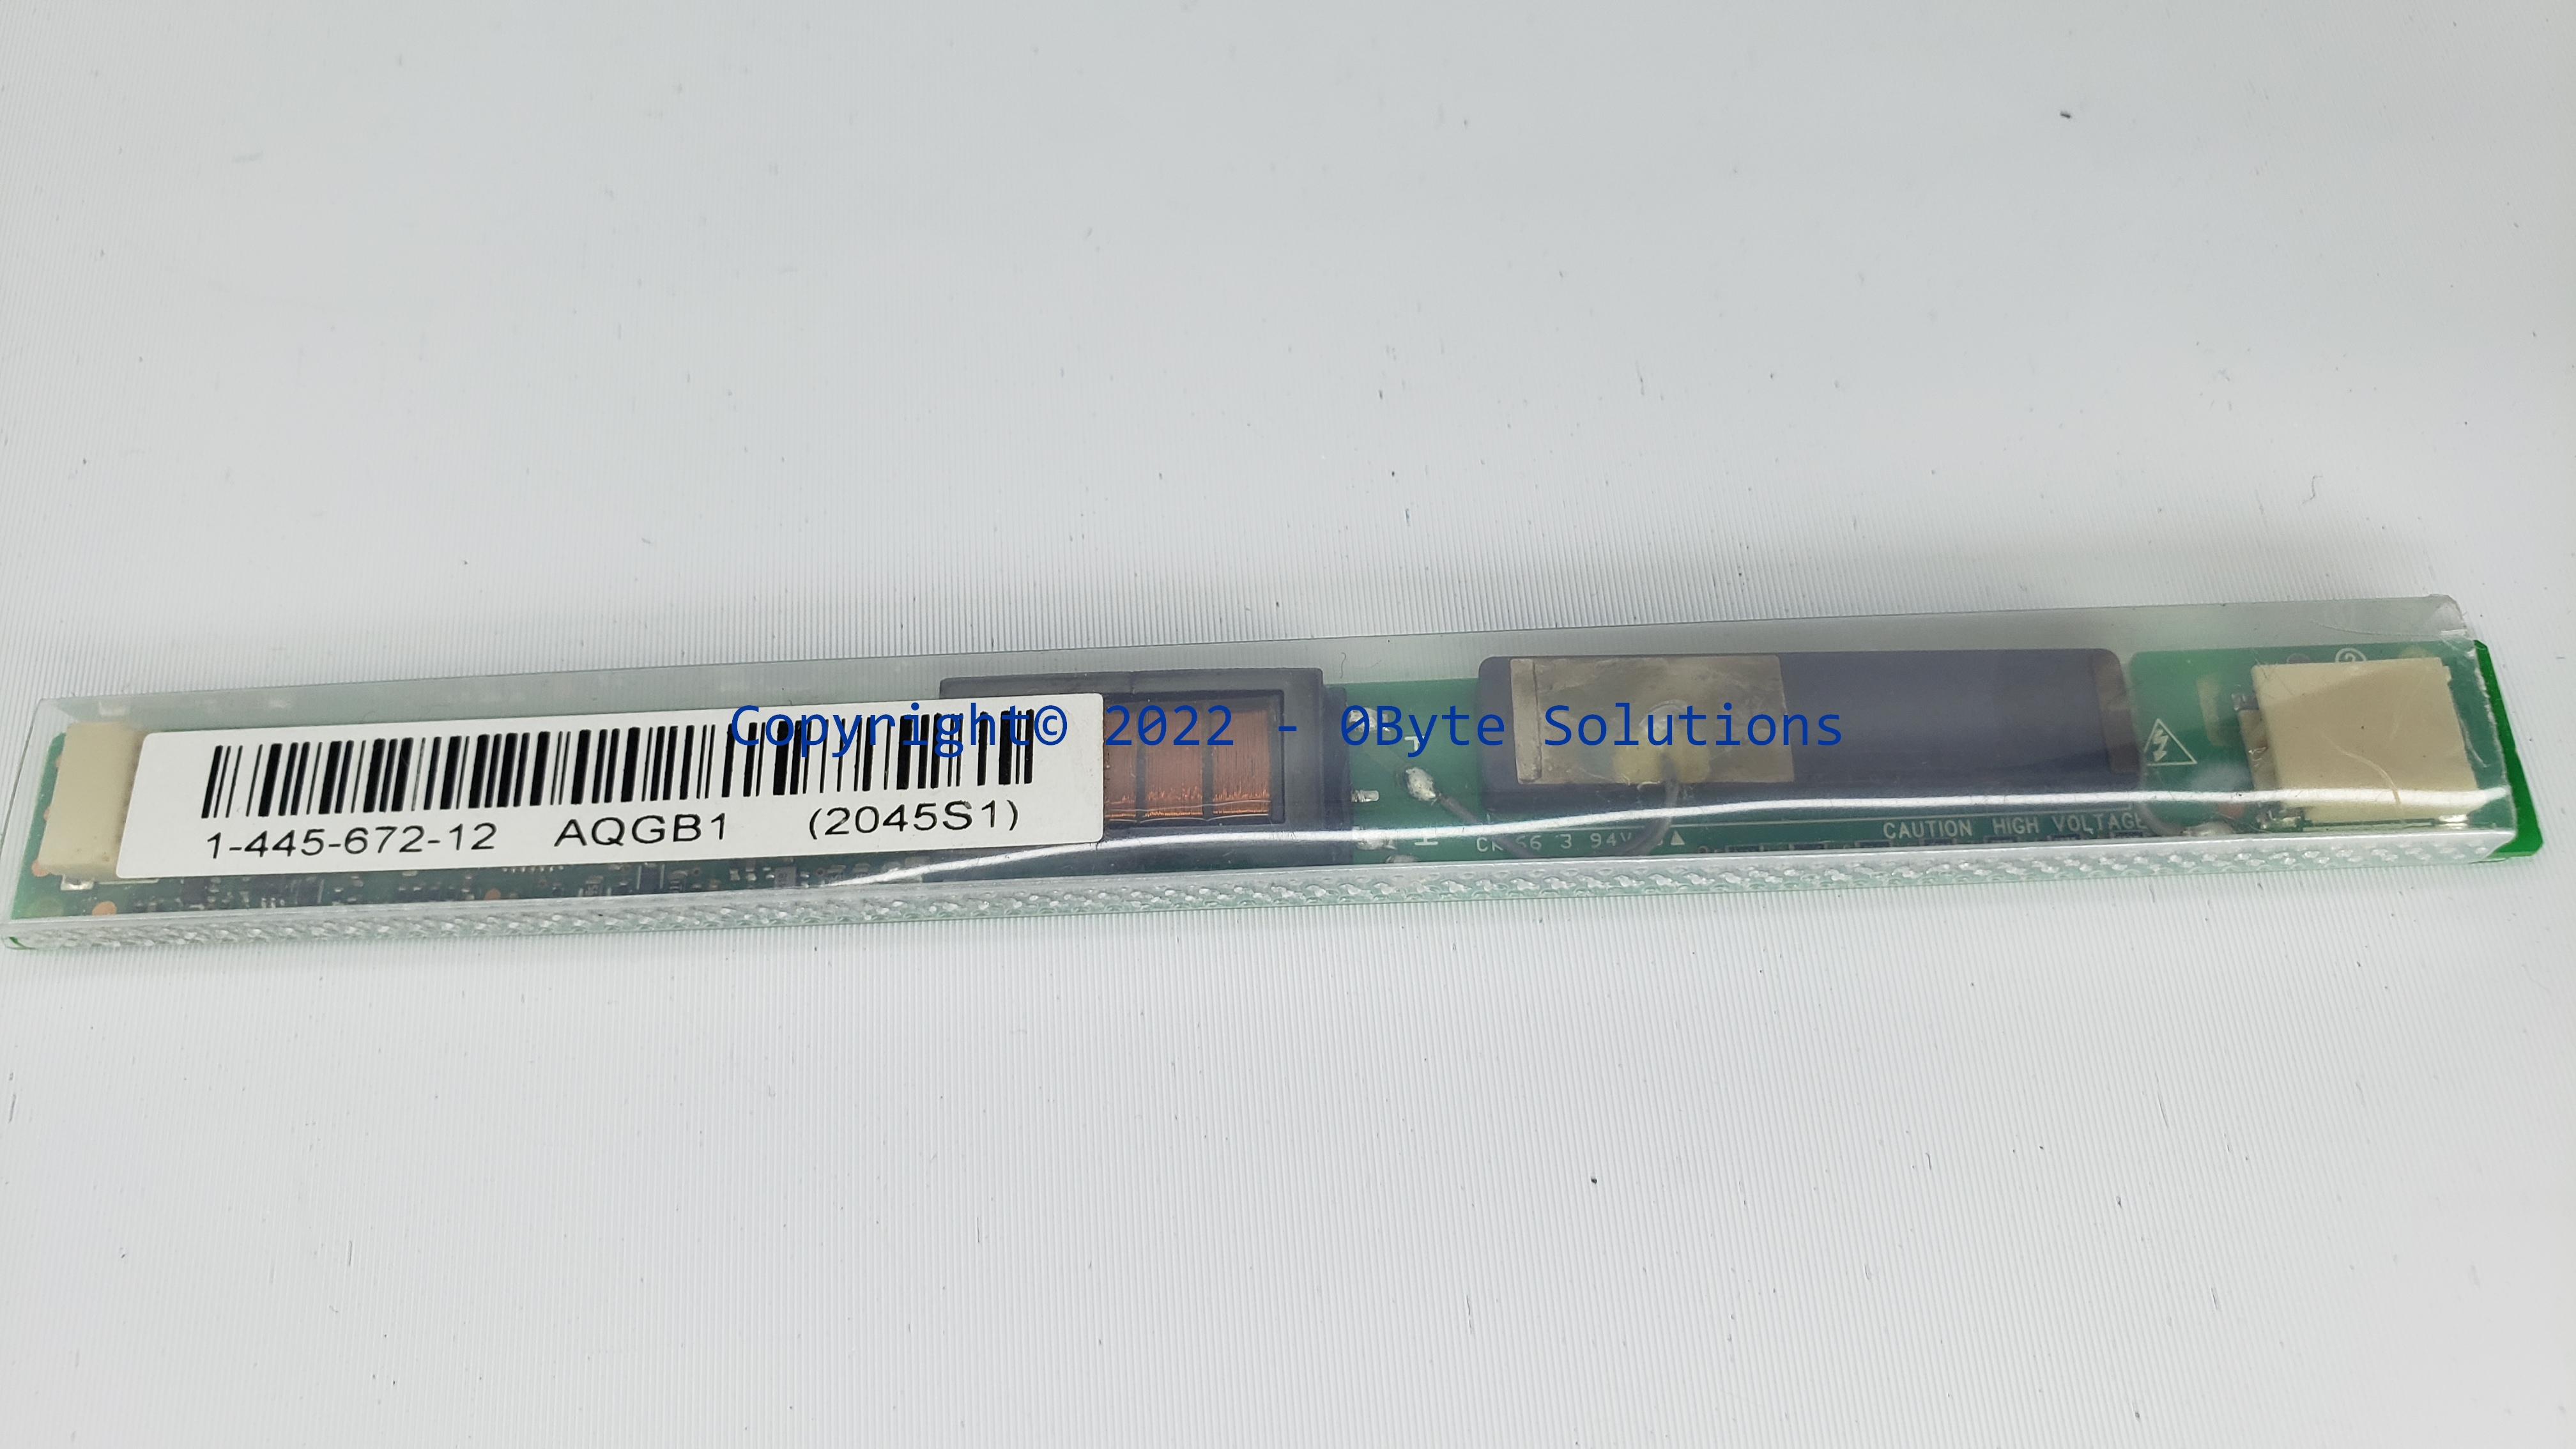 Copyright© 2022 - 0Byte Solutions
1-445-672-12 AQGB1 (2045S1)
CAUTION HIGH VOLTAGE